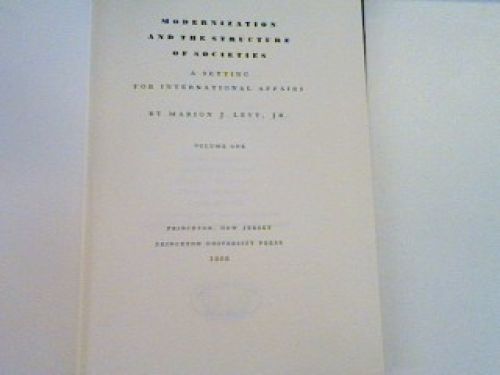 MODERNIZATION
AND THE STRUCTURE
OF SOCIETIES
A SETTING
FOR INTERNATIONAL AFFAIRS
BY MARION J. LEVY, JR
VOLUME ONE
PRINCETON, NEW JERSEY
PRINCETON UNIVERSITY PRESS